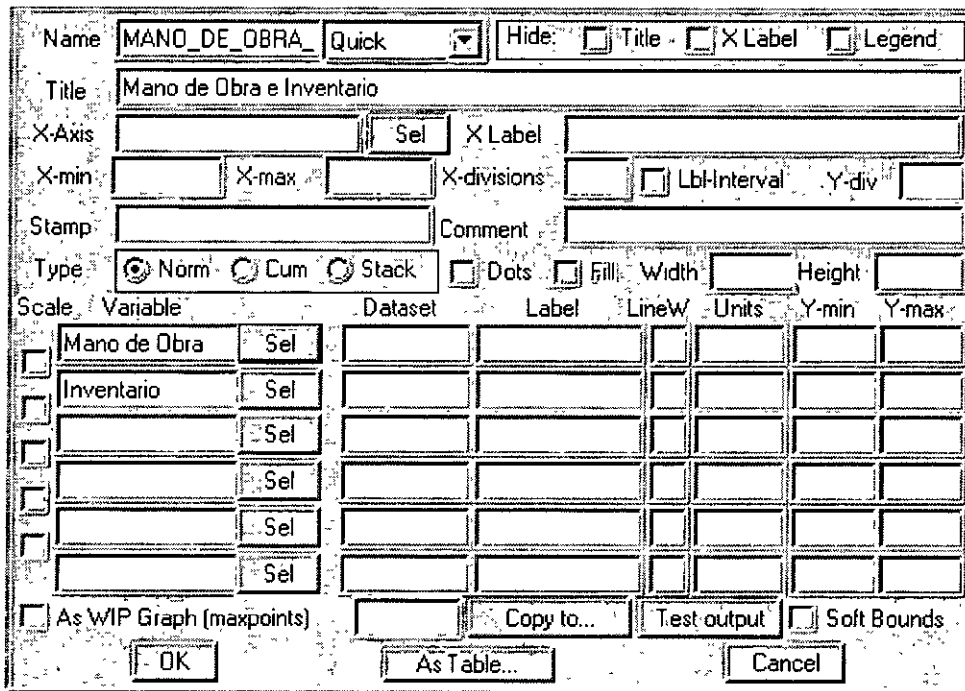 Name MANO_DE_OBRA_ Quick Hide: Title X Label Legend
Title Mano de Obra e Inventario
X-Axis Sel X Label
X-min X-max X-divisions Lbl-Interval Y-div
Stamp Comment
Type Norm Cum Stack Dots Fill Width Height
Scale Variable Dataset Label LineW Units Y-min Y-max
Mano de Obra Sel
Inventario Sel
Sel
Sel
Sel
Sel
As WIP Graph (maxpoints) Copy to... Test output Soft Bounds
OK As Table... Cancel